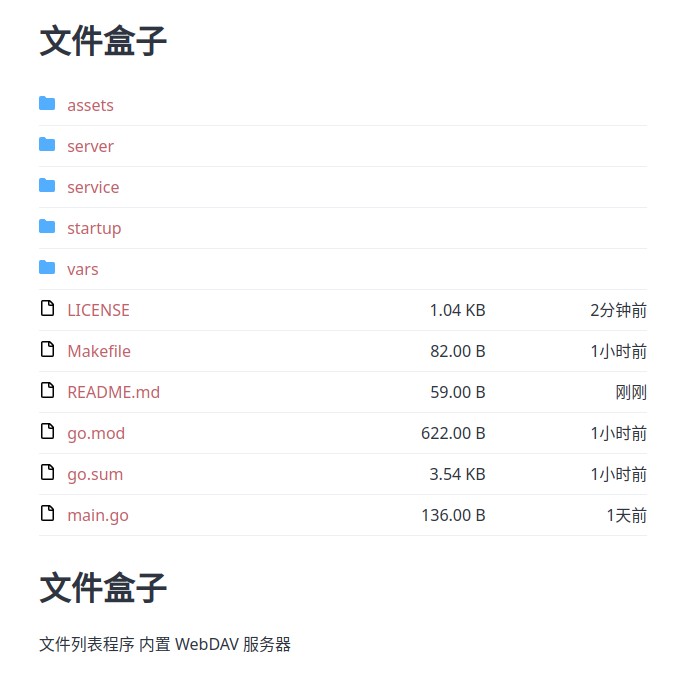 文件盒子
assets
server
service
startup
vars
LICENSE 1.04 KB 2分钟前
Makefile 82.00 B 1小时前
README.md 59.00 B 刚刚
go.mod 622.00 B 1小时前
go.sum 3.54 KB 1小时前
main.go 136.00 B 1天前
文件盒子
文件列表程序 内置 WebDAV 服务器